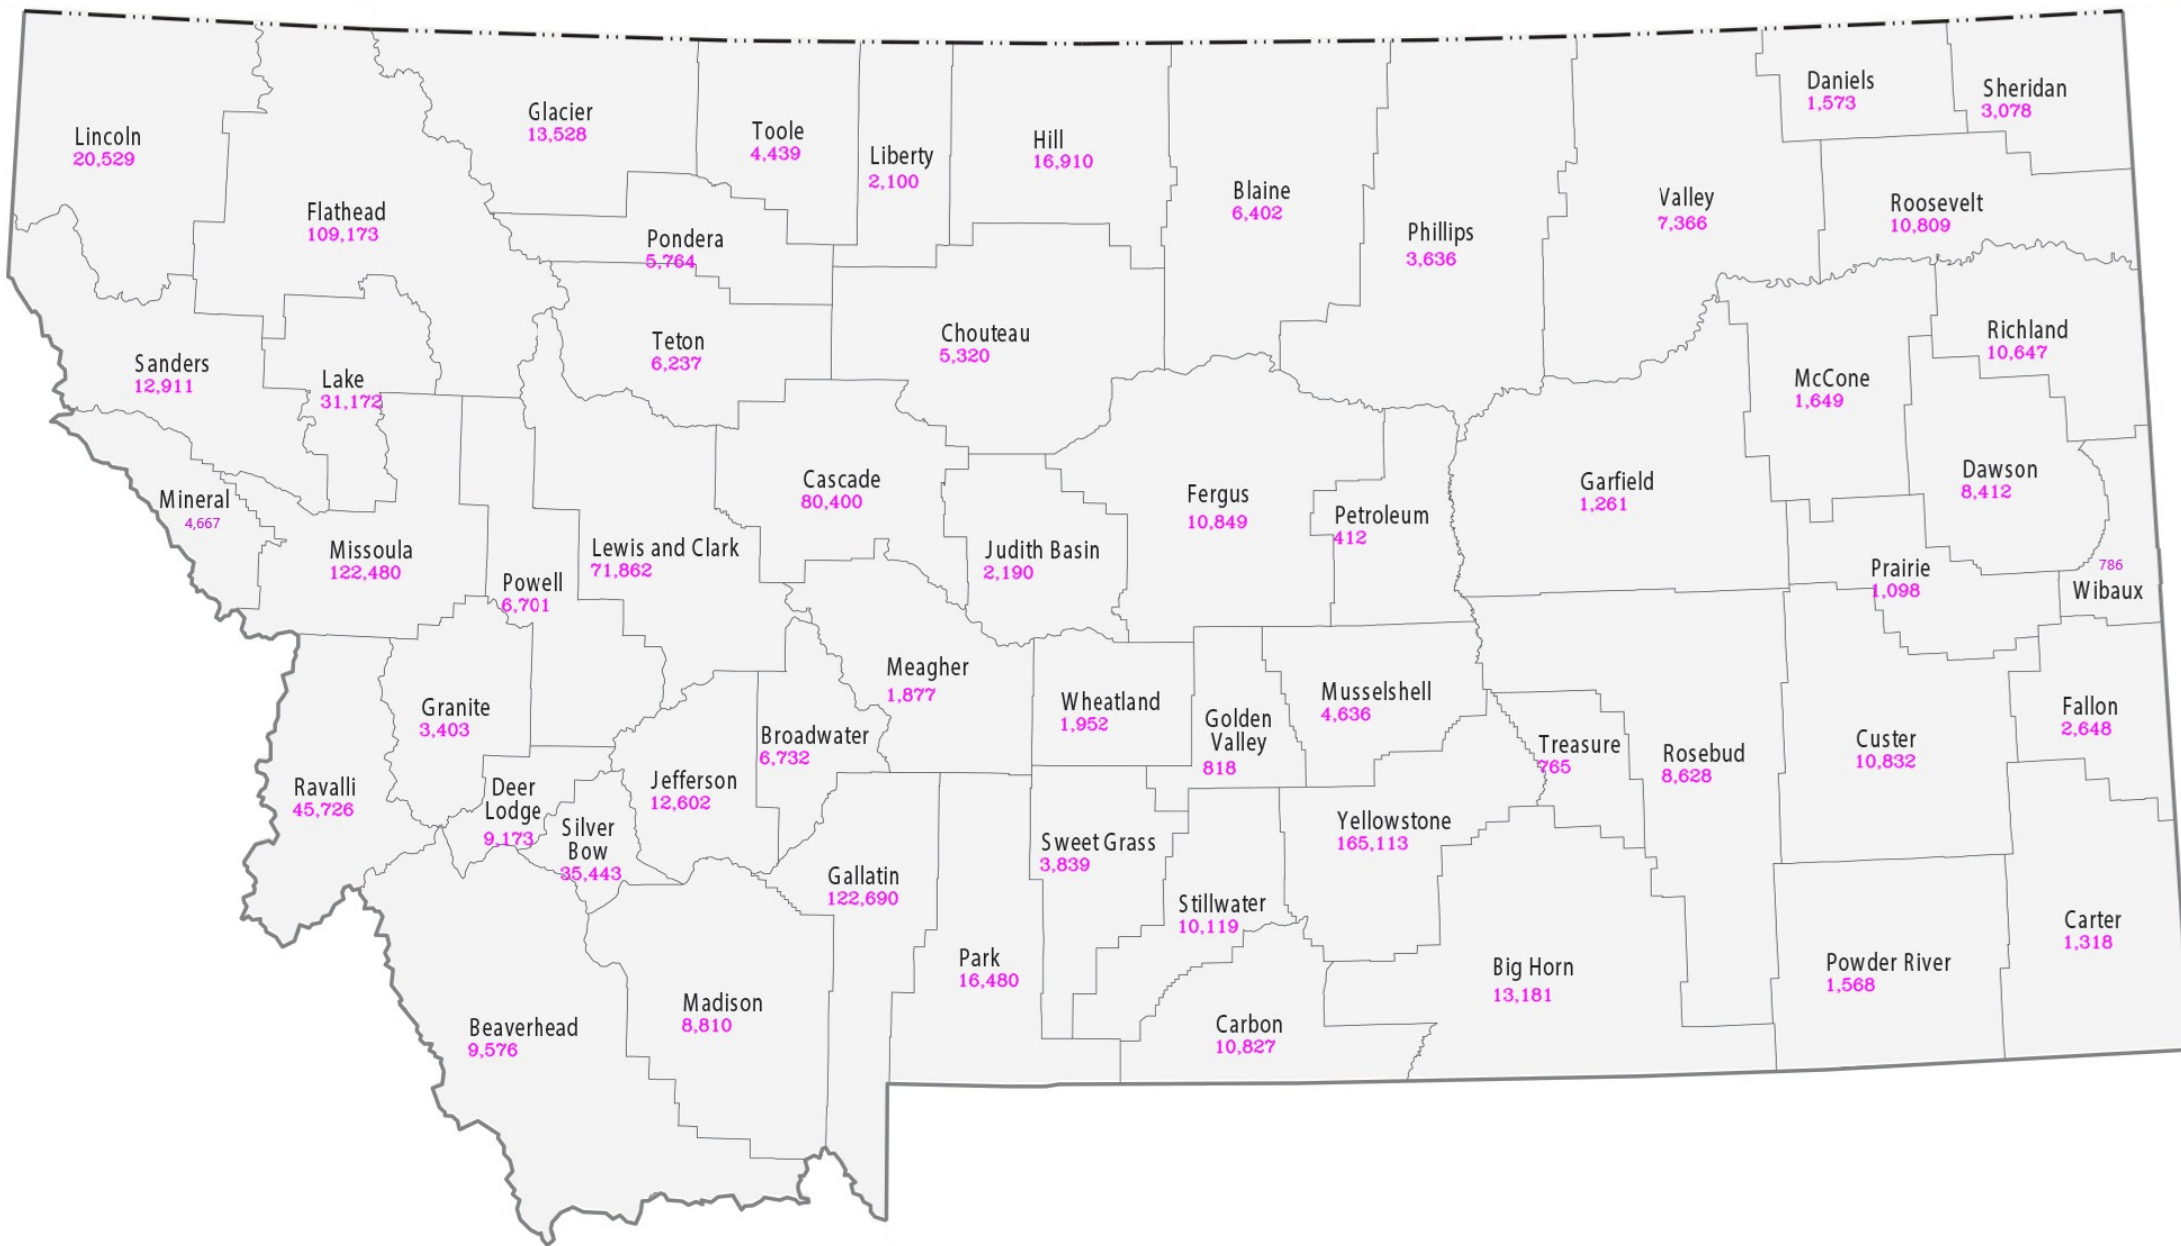 Lincoln
20,529
Flathead
109,173
Glacier
13,528
Toole
4,439
Liberty
2,100
Hill
16,910
Blaine
6,402
Phillips
3,636
Valley
7,366
Daniels
1,573
Sheridan
3,078
Roosevelt
10,809
Pondera
5,764
Teton
6,237
Chouteau
5,320
Richland
10,647
McCone
1,649
Sanders
12,911
Lake
31,172
Mineral
4,667
Missoula
122,480
Powell
6,701
Lewis and Clark
71,862
Cascade
80,400
Judith Basin
2,190
Fergus
10,849
Petroleum
412
Garfield
1,261
Dawson
8,412
Prairie
1,098
786
Wibaux
Granite
3,403
Ravalli
45,726
Deer
Lodge
9,173
Silver
Bow
35,443
Jefferson
12,602
Broadwater
6,732
Meagher
1,877
Wheatland
1,952
Golden
Valley
818
Musselshell
4,636
Treasure
765
Rosebud
8,628
Custer
10,832
Fallon
2,648
Beaverhead
9,576
Madison
8,810
Gallatin
122,690
Park
16,480
Sweet Grass
3,839
Stillwater
10,119
Yellowstone
165,113
Carbon
10,827
Big Horn
13,181
Powder River
1,568
Carter
1,318